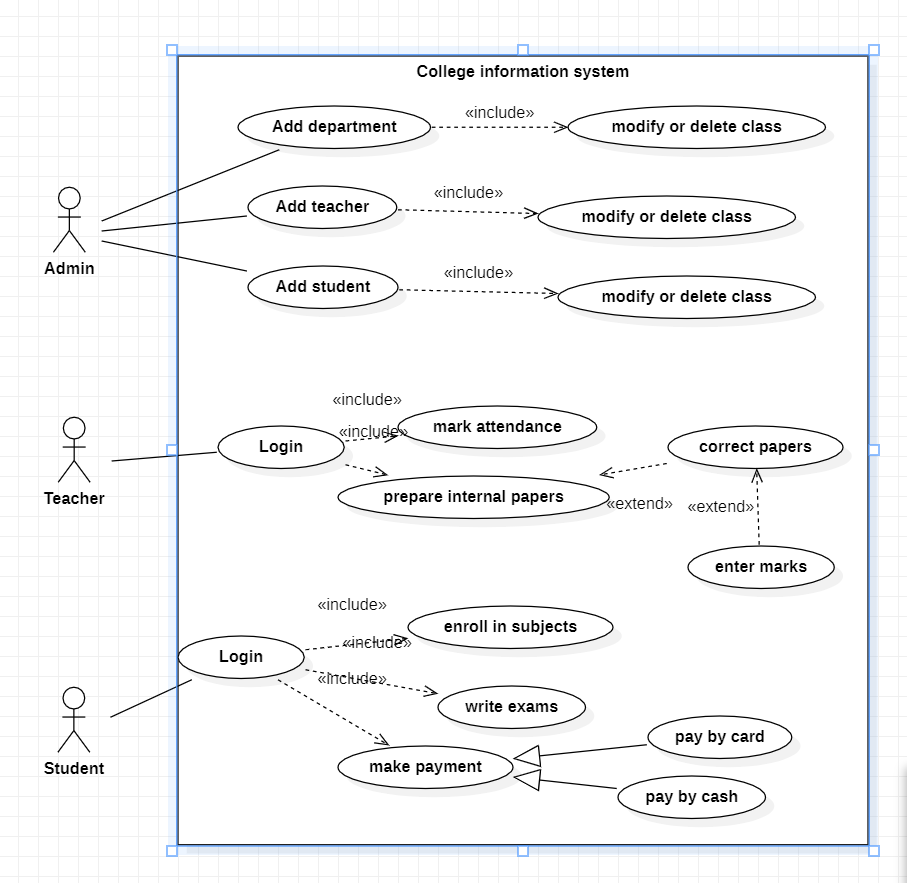 College information system
Add department
«include»
modify or delete class
Add teacher
«include»
modify or delete class
Admin
Add student
«include»
modify or delete class
«include»
mark attendance
«include»
Login
correct papers
Teacher
prepare internal papers
«extend»
«extend»
enter marks
«include»
enroll in subjects
«include»
Login
«include»
write exams
Student
make payment
pay by card
pay by cash